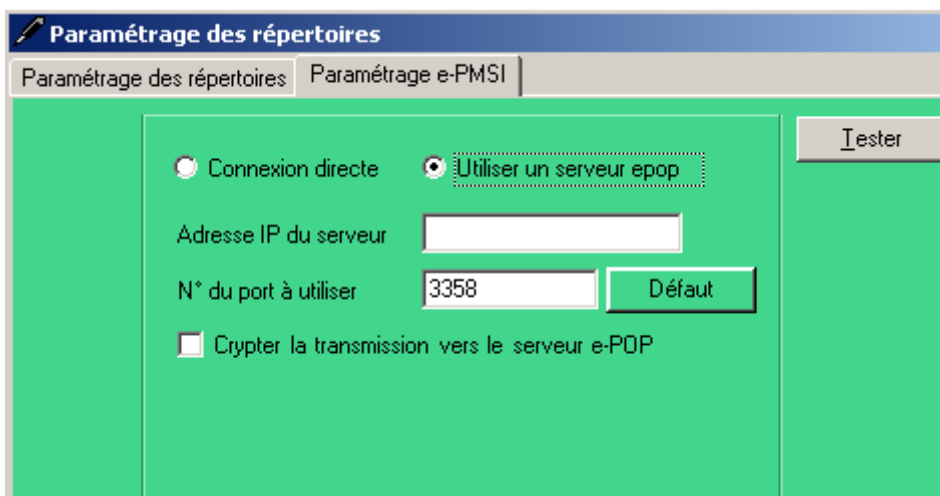 Paramétrage des répertoires
Paramétrage des répertoires Paramétrage e-PMSI
Tester
Connexion directe Utiliser un serveur epop
Adresse IP du serveur
N° du port à utiliser 3358 Défaut
Crypter la transmission vers le serveur e-POP